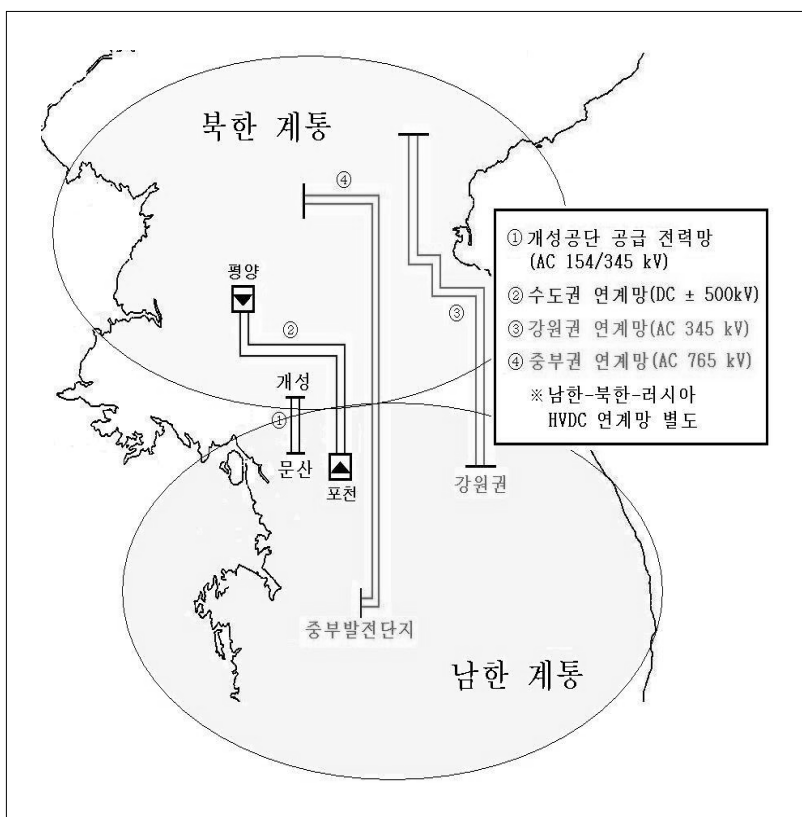 북한 계통
④
① 개성공단 공급 전력망
(AC 154/345 kV)
② 수도권 연계망(DC ± 500kV)
③ 강원권 연계망(AC 345 kV)
④ 중부권 연계망(AC 765 kV)
※ 남한-북한-러시아
HVDC 연계망 별도
평양
②
③
개성
①
문산
포천
강원권
중부발전단지
남한 계통